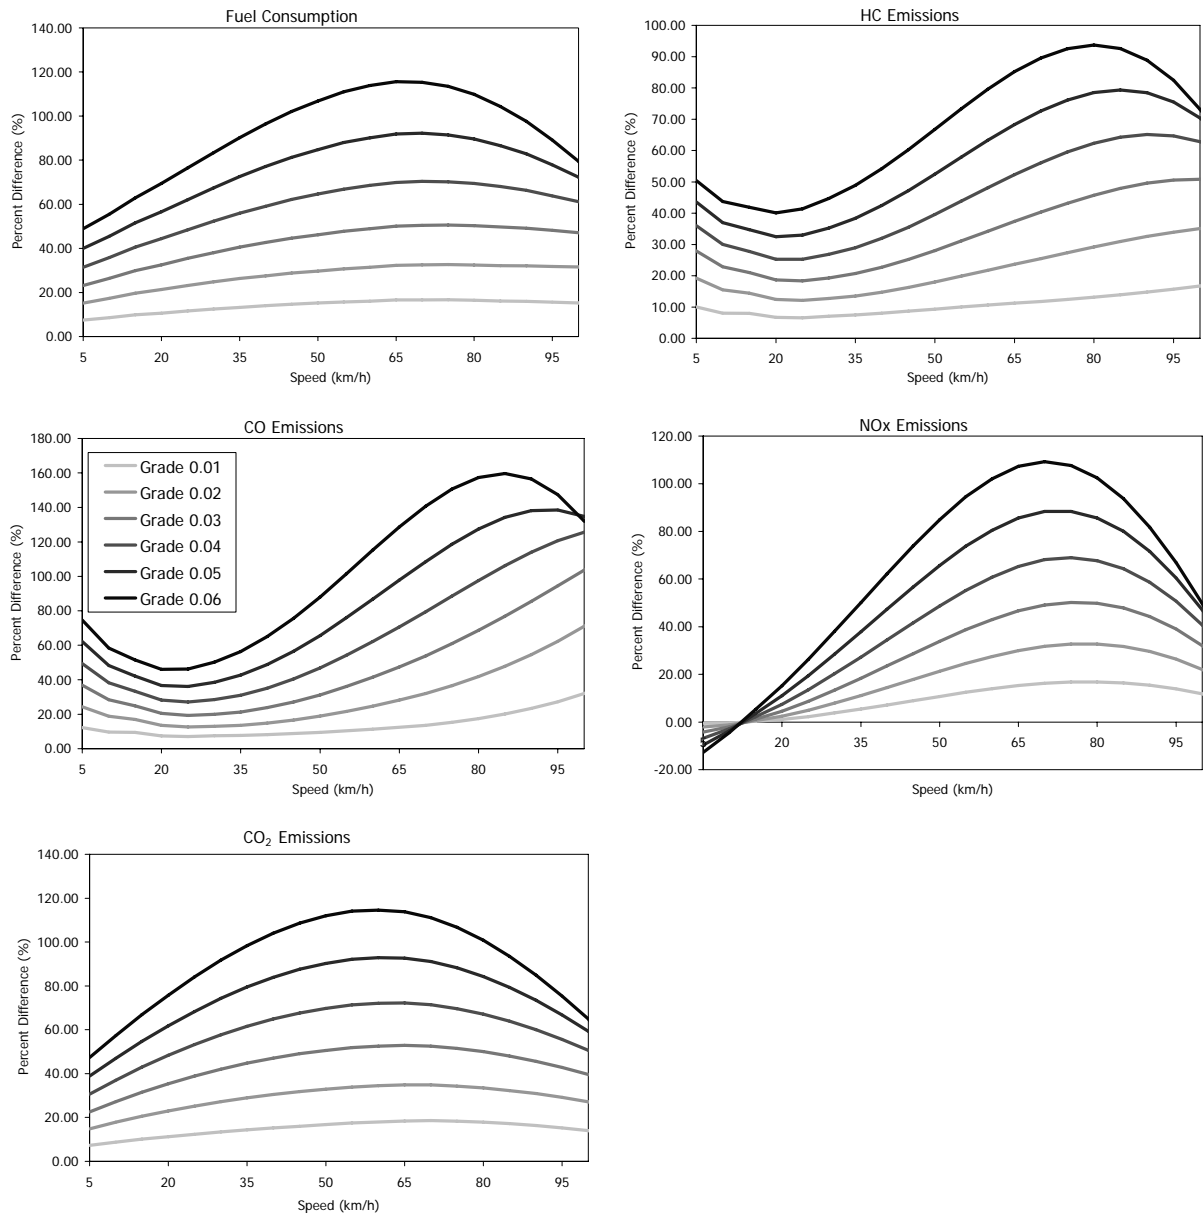 Fuel Consumption
140.00
120.00
100.00
80.00
60.00
40.00
20.00
0.00
Percent Difference (%)
5 20 35 50 65 80 95
Speed (km/h)
HC Emissions
100.00
90.00
80.00
70.00
60.00
50.00
40.00
30.00
20.00
10.00
0.00
Percent Difference (%)
5 20 35 50 65 80 95
Speed (km/h)
CO Emissions
180.00
160.00
140.00
120.00
100.00
80.00
60.00
40.00
20.00
0.00
Percent Difference (%)
Grade 0.01
Grade 0.02
Grade 0.03
Grade 0.04
Grade 0.05
Grade 0.06
5 20 35 50 65 80 95
Speed (km/h)
NOx Emissions
120.00
100.00
80.00
60.00
40.00
20.00
0.00
-20.00
Percent Difference (%)
5 20 35 50 65 80 95
Speed (km/h)
CO₂ Emissions
140.00
120.00
100.00
80.00
60.00
40.00
20.00
0.00
Percent Difference (%)
5 20 35 50 65 80 95
Speed (km/h)